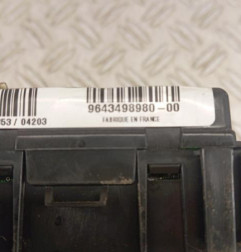 9643498980-00
53 / 04203
FABRIQUE EN FRANCE